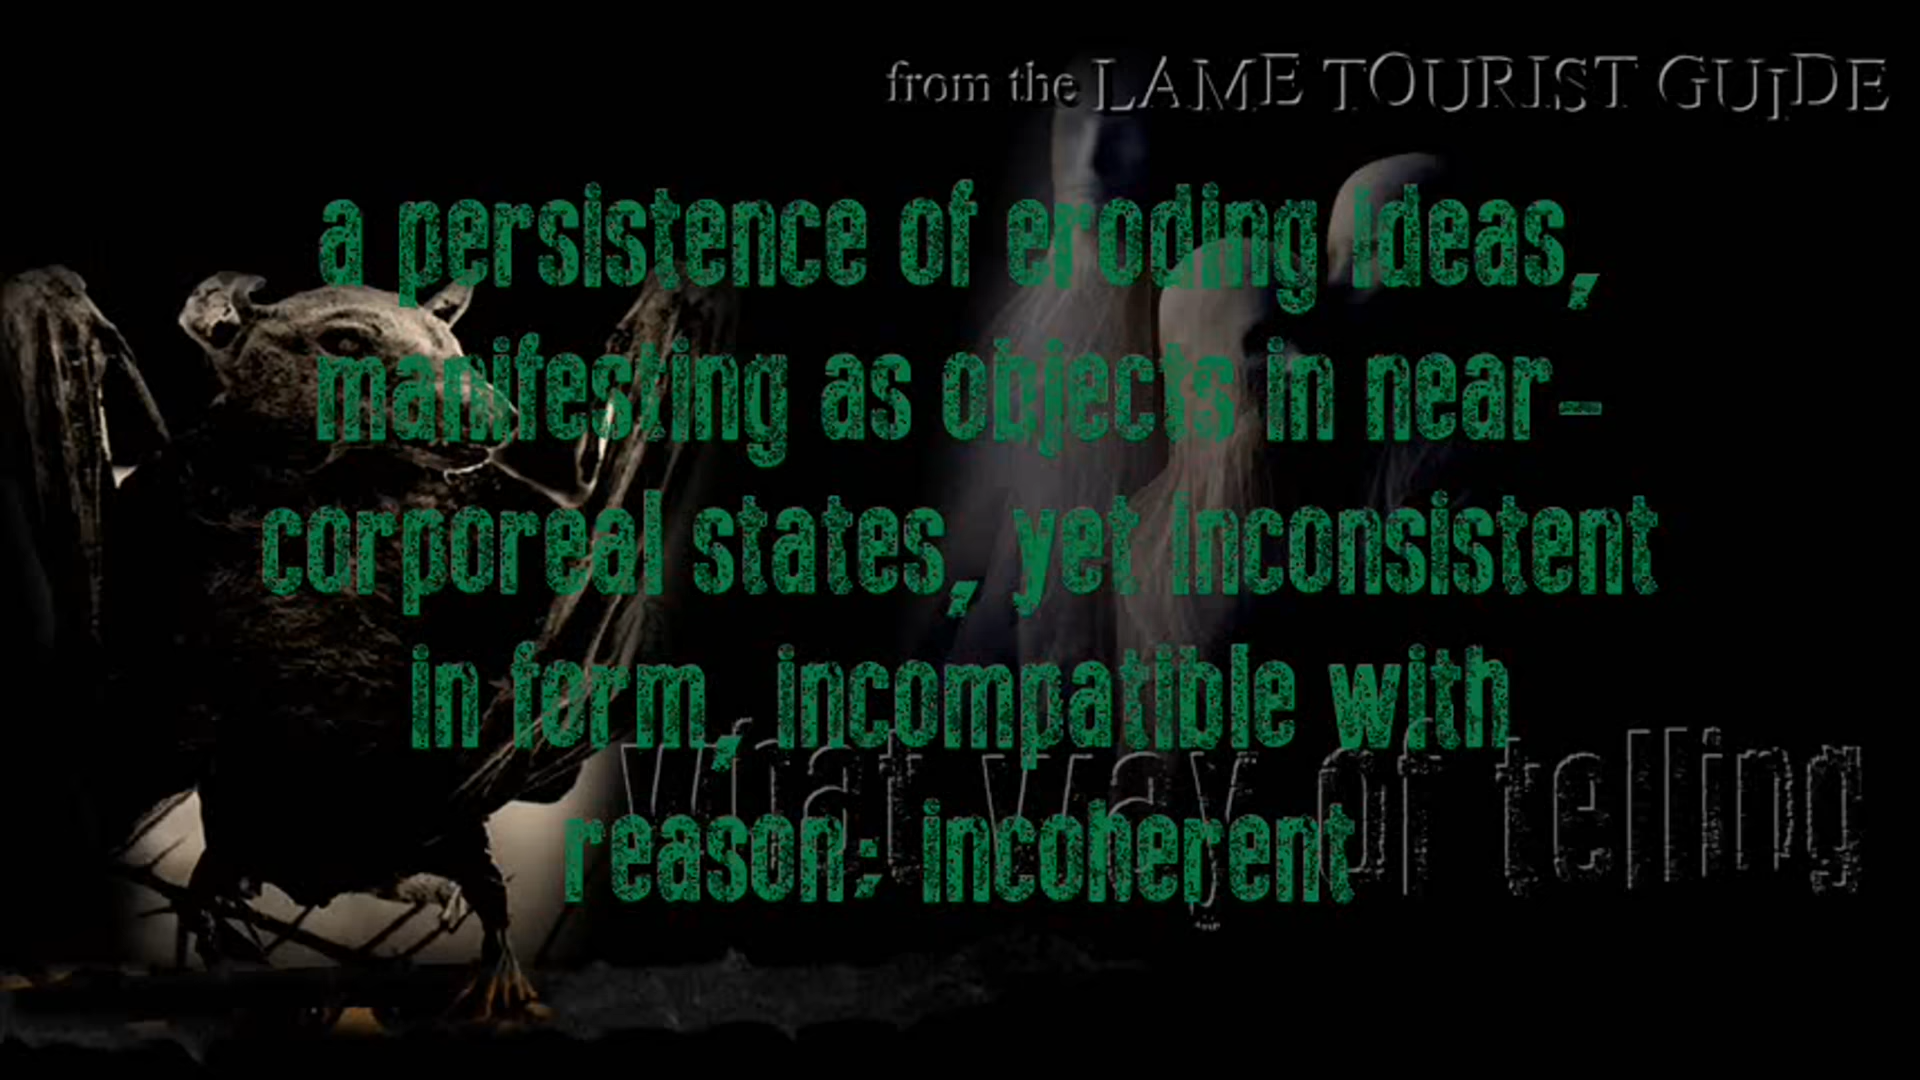 from the LAME TOURIST GUIDE
a persistence of eroding ideas,
manifesting as objects in near-
corporeal states, yet inconsistent
in form, incompatible with
what way of telling
reason; incoherent